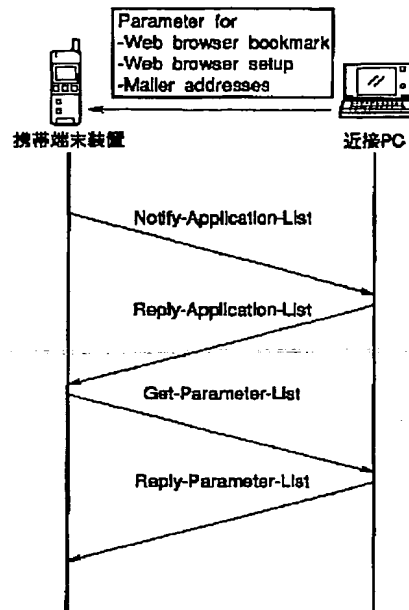 Parameter for
-Web browser bookmark
-Web browser setup
-Mailer addresses
携帯端末装置
近接PC
Notify-Application-List
Reply-Application-List
Get-Parameter-List
Reply-Parameter-List